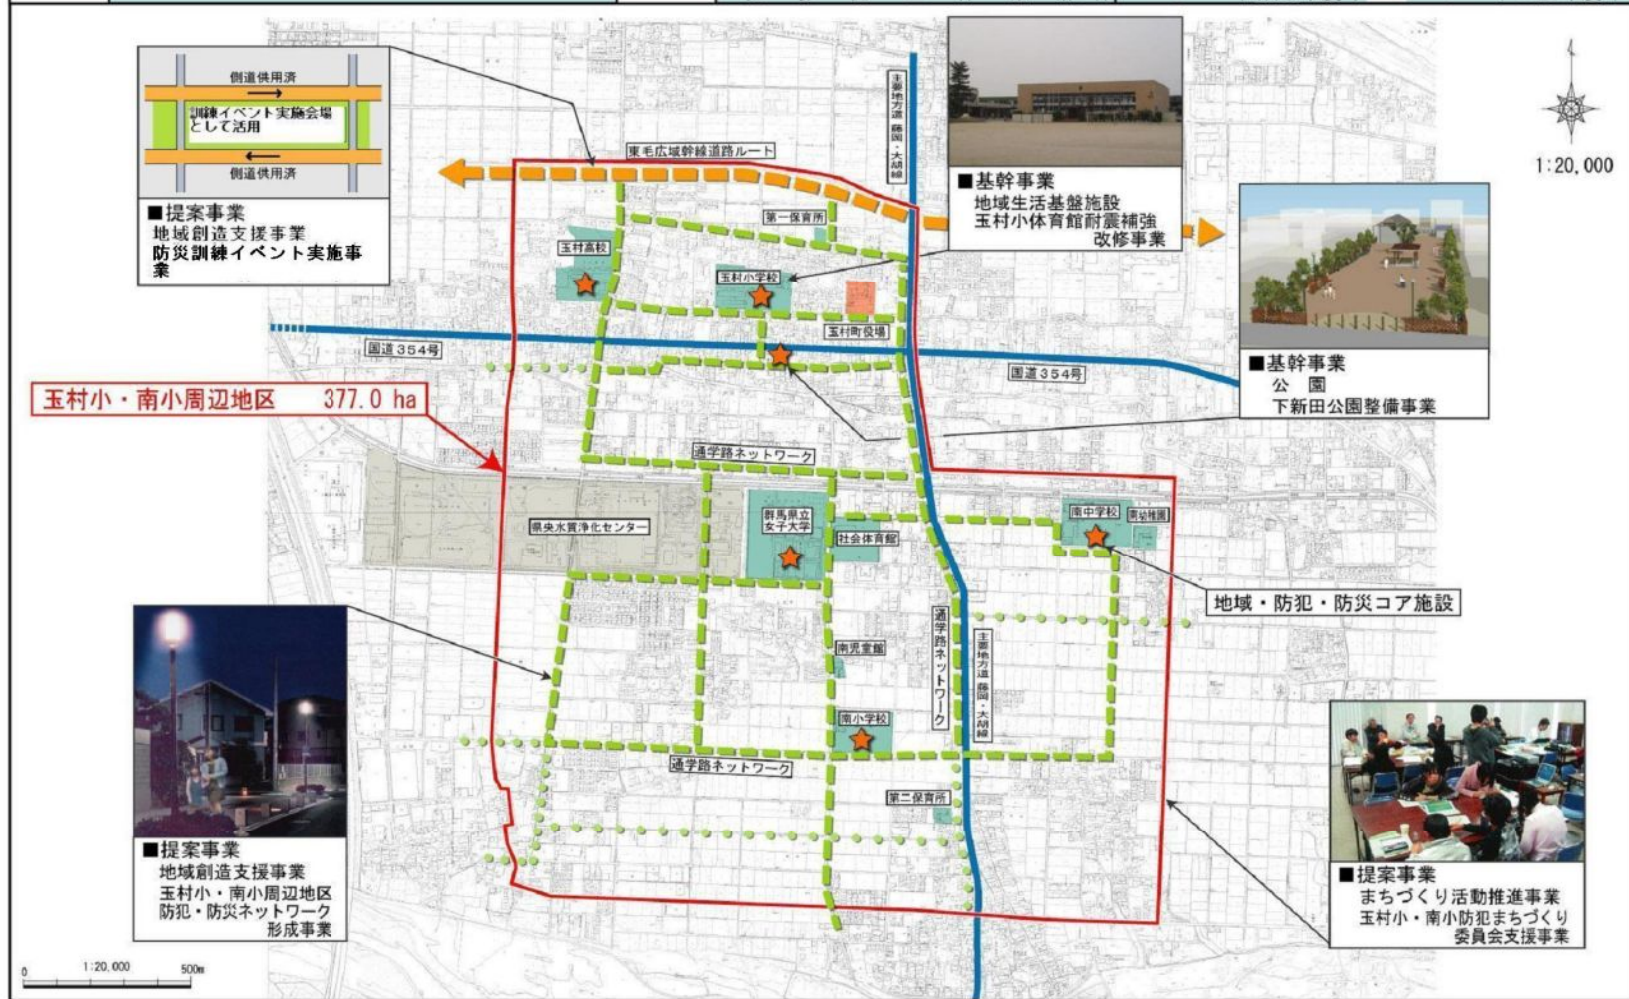 側道供用済
訓練イベント実施会場
として活用
側道供用済
■提案事業
地域創造支援事業
防災訓練イベント実施事
業
主要地方道 藤岡・大胡線
■基幹事業
地域生活基盤施設
玉村小体育館耐震補強
改修事業
1:20,000
東毛広域幹線道路ルート
第一保育所
玉村高校
玉村小学校
玉村町役場
国道354号
国道354号
■基幹事業
公 園
下新田公園整備事業
玉村小・南小周辺地区 377.0 ha
通学路ネットワーク
県央水質浄化センター
群馬県立
女子大学
社会体育館
南中学校
南幼稚園
地域・防犯・防災コア施設
通学路ネットワーク
主要地方道 藤岡・大胡線
南児童館
南小学校
通学路ネットワーク
第二保育所
■提案事業
地域創造支援事業
玉村小・南小周辺地区
防犯・防災ネットワーク
形成事業
■提案事業
まちづくり活動推進事業
玉村小・南小防犯まちづくり
委員会支援事業
0 1:20,000 500m